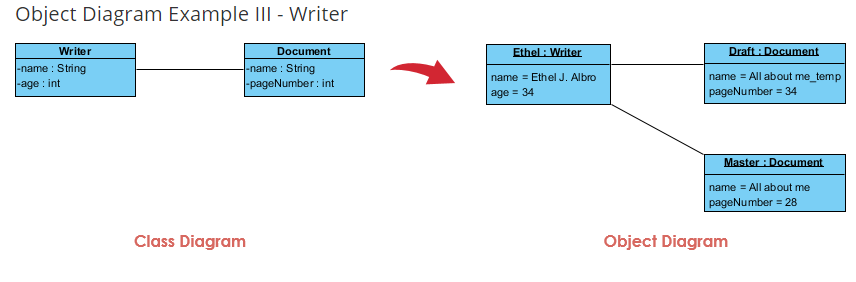 Object Diagram Example III - Writer
Writer
-name : String
-age : int
Document
-name : String
-pageNumber : int
Ethel : Writer
name = Ethel J. Albro
age = 34
Draft : Document
name = All about me_temp
pageNumber = 34
Master : Document
name = All about me
pageNumber = 28
Class Diagram
Object Diagram